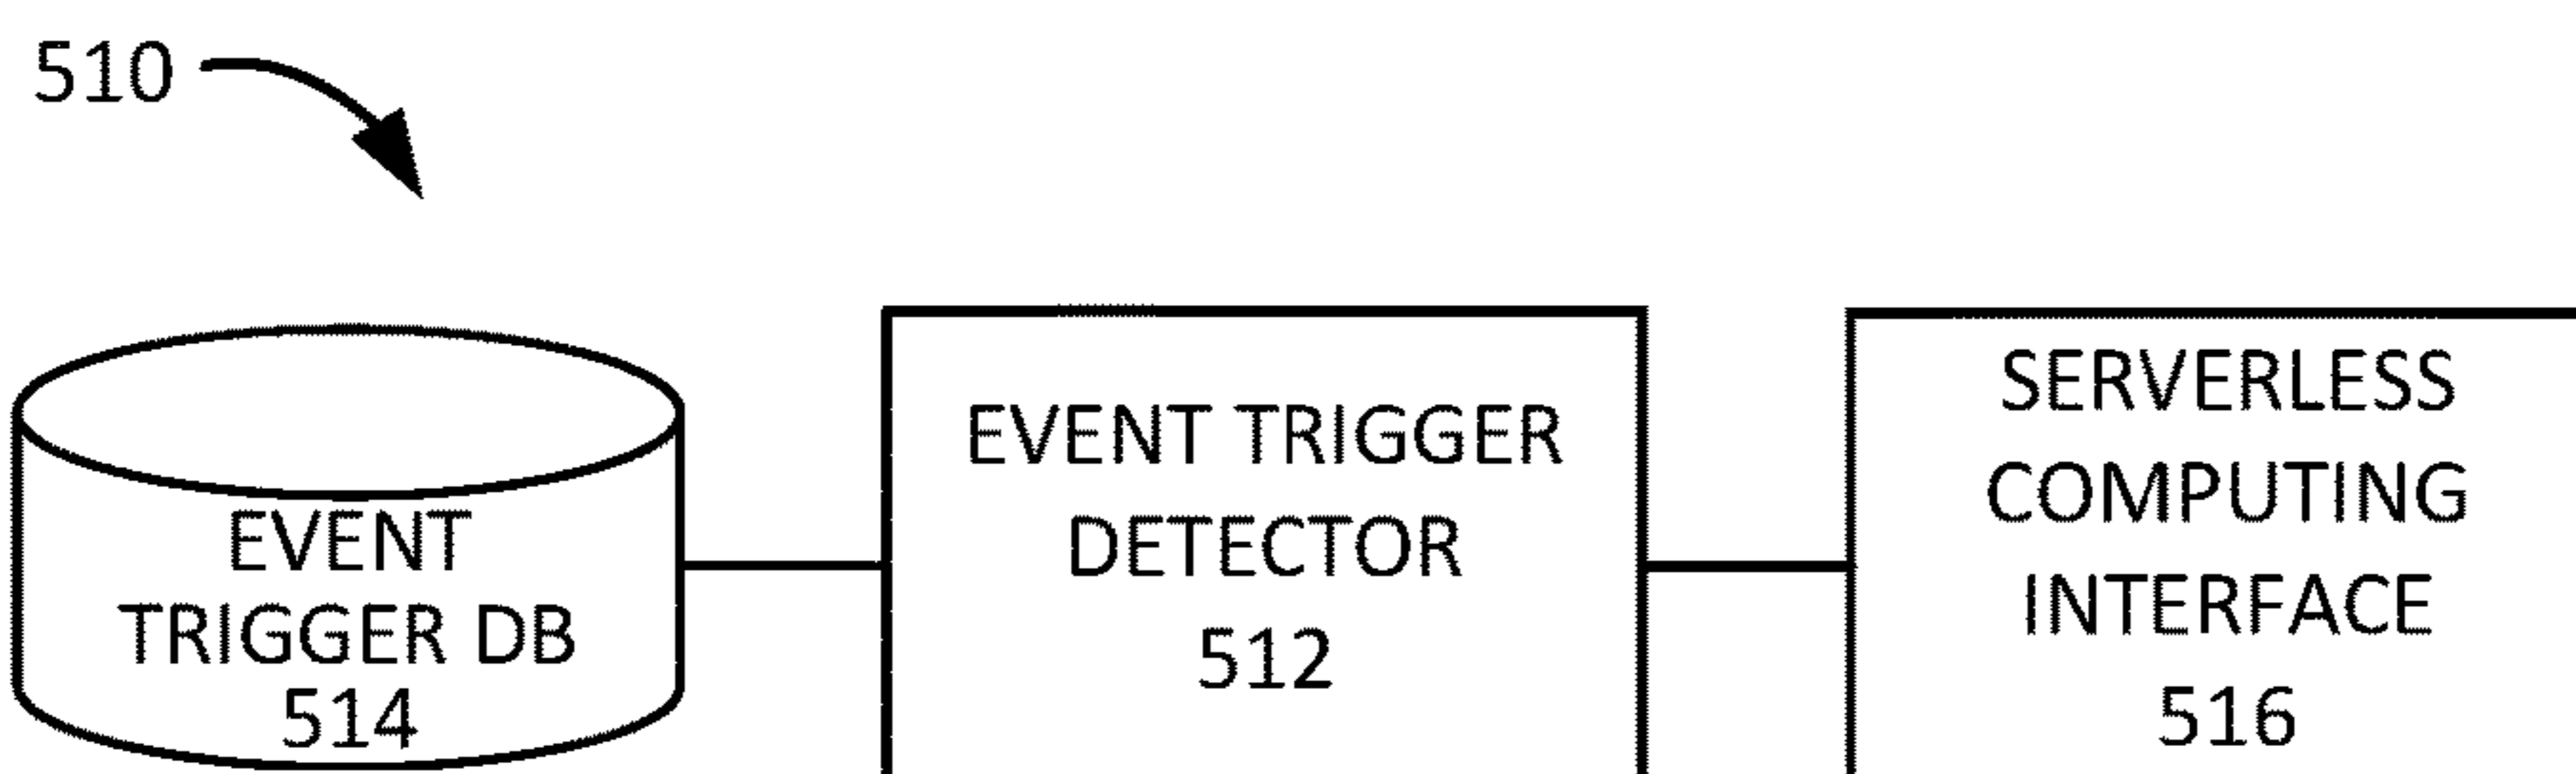 510
EVENT
TRIGGER DB
514
EVENT TRIGGER
DETECTOR
512
SERVERLESS
COMPUTING
INTERFACE
516